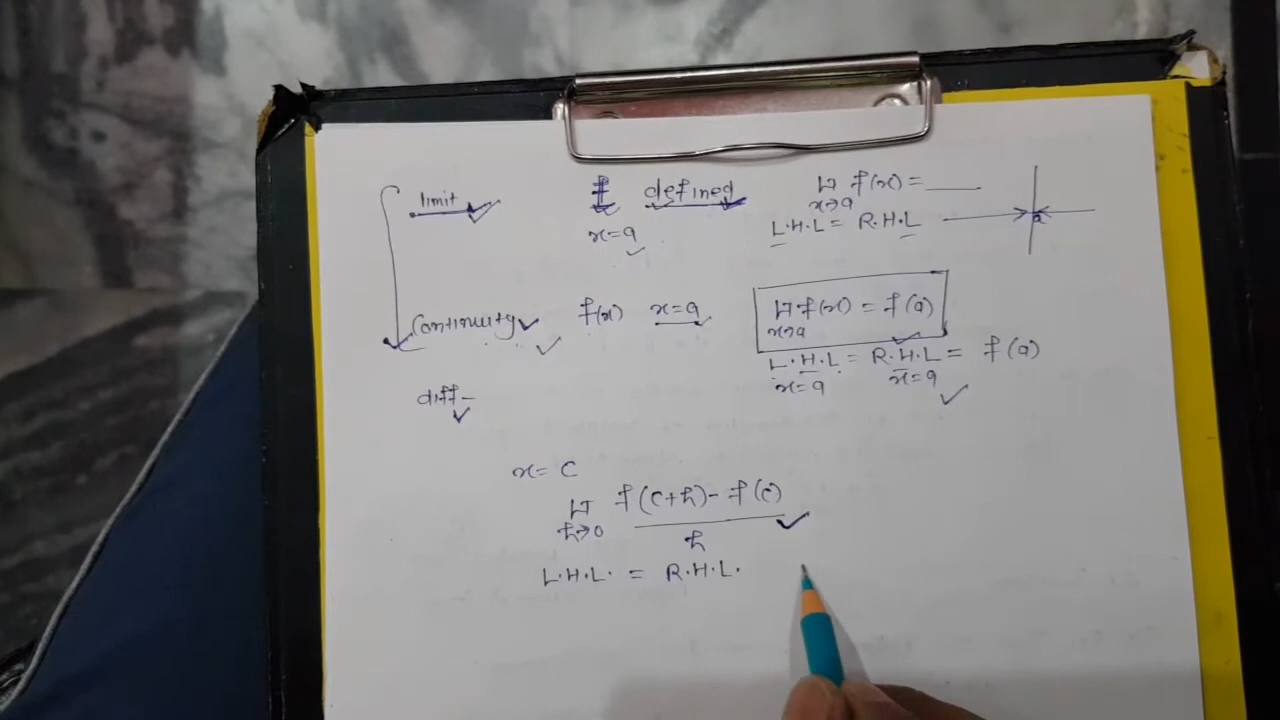 limit defined Lt f(x) = ___
x→a
x=a L.H.L = R.H.L a
Continuity f(x) x=a Lt f(x) = f(a)
x→a
L.H.L = R.H.L = f(a)
x=a x=a
diff-
x= C
Lt f(c+h)- f(c)
h→0 h
L.H.L. = R.H.L.